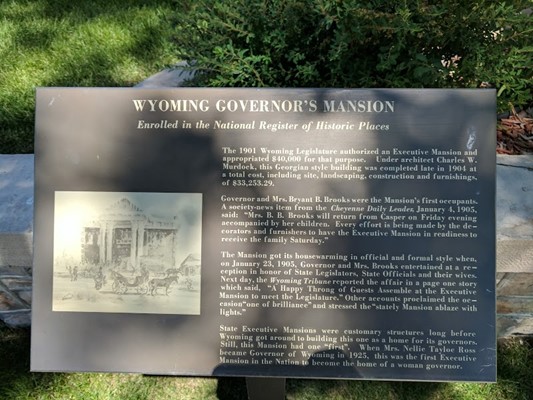 WYOMING GOVERNOR'S MANSION
Enrolled in the National Register of Historic Places
The 1901 Wyoming Legislature authorized an Executive Mansion and
appropriated $40,000 for that purpose. Under architect Charles W.
Murdock, this Georgian style building was completed late in 1904 at
a total cost, including site, landscaping, construction and furnishings,
of $33,253.29.
Governor and Mrs. Bryant B. Brooks were the Mansion's first occupants.
A society-news item from the Cheyenne Daily Leader, January 4, 1905,
said: "Mrs. B. B. Brooks will return from Casper on Friday evening
accompanied by her children. Every effort is being made by the de-
corators and furnishers to have the Executive Mansion in readiness to
receive the family Saturday."
The Mansion got its housewarming in official and formal style when,
on January 23, 1905, Governor and Mrs. Brooks entertained at a re-
ception in honor of State Legislators, State Officials and their wives.
Next day, the Wyoming Tribune reported the affair in a page one story
which said, "A Happy Throng of Guests Assemble at the Executive
Mansion to meet the Legislature." Other accounts proclaimed the oc-
casion "one of brilliance" and stressed the "stately Mansion ablaze with
lights."
State Executive Mansions were customary structures long before
Wyoming got around to building this one as a home for its governors.
Still, this Mansion had one "first". When Mrs. Nellie Tayloe Ross
became Governor of Wyoming in 1925, this was the first Executive
Mansion in the Nation to become the home of a woman governor.